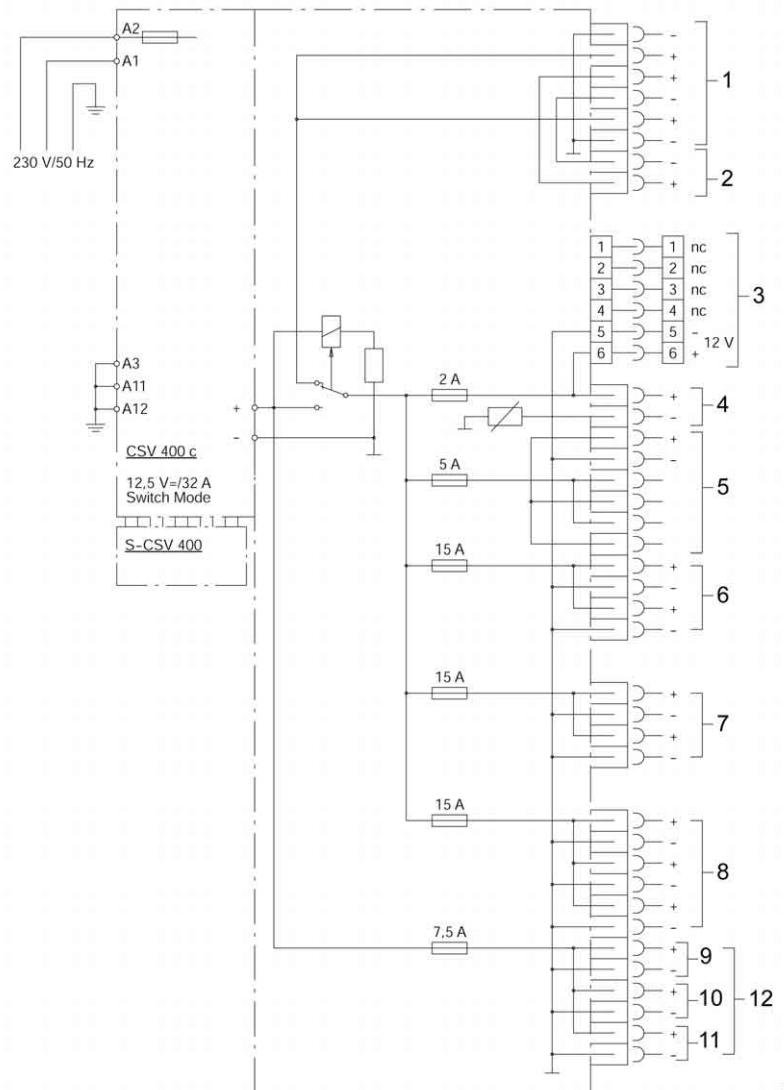 A2
A1
230 V/50 Hz
A3
A11
A12
+
-
CSV 400 c
12,5 V=/32 A
Switch Mode
S-CSV 400
2 A
5 A
15 A
15 A
15 A
7,5 A
-
+
+
-
+
-
1
-
+
2
1 1 nc
2 2 nc
3 3 nc
4 4 nc
5 5 -
12 V
6 6 +
3
+
-
4
+
-
5
+
-
+
-
6
+
-
+
-
7
+
-
+
-
+
-
8
+
-
9
+
-
10
+
-
11
12